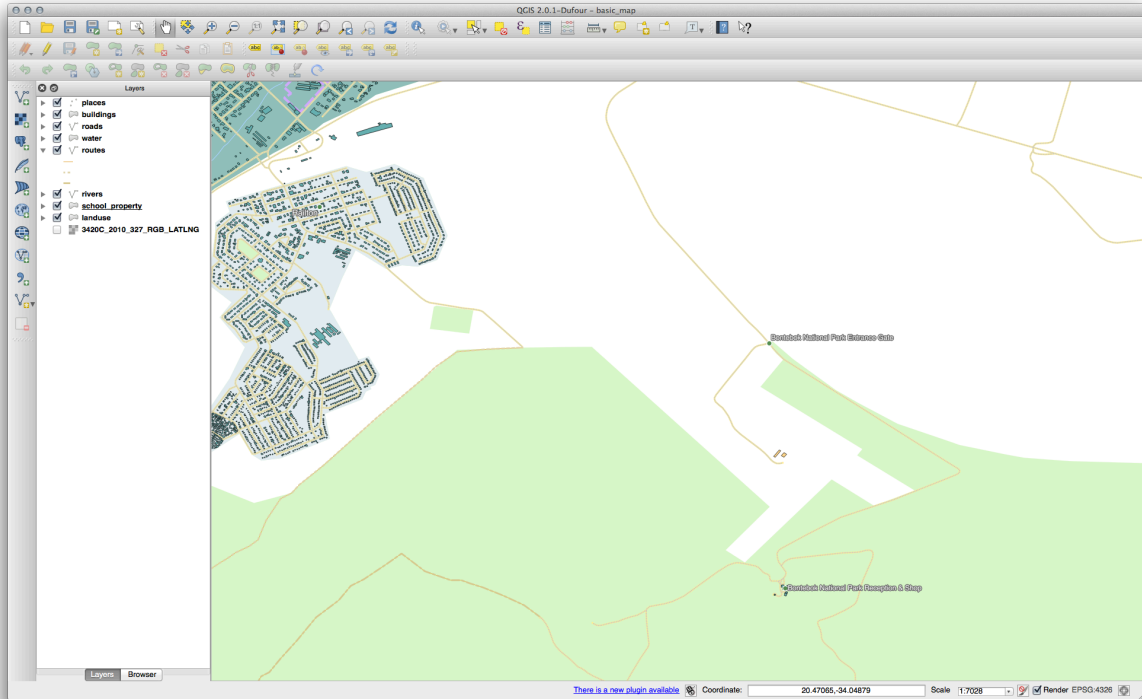 QGIS 2.0.1-Dufour - basic_map
Layers
places
buildings
roads
water
routes
rivers
school_property
landuse
3420C_2010_327_RGB_LATLNG
Railton
Bontebok National Park Entrance Gate
Bontebok National Park Reception & Shop
Layers
Browser
There is a new plugin available
Coordinate:
20.47065,-34.04879
Scale
1:7028
Render
EPSG:4326